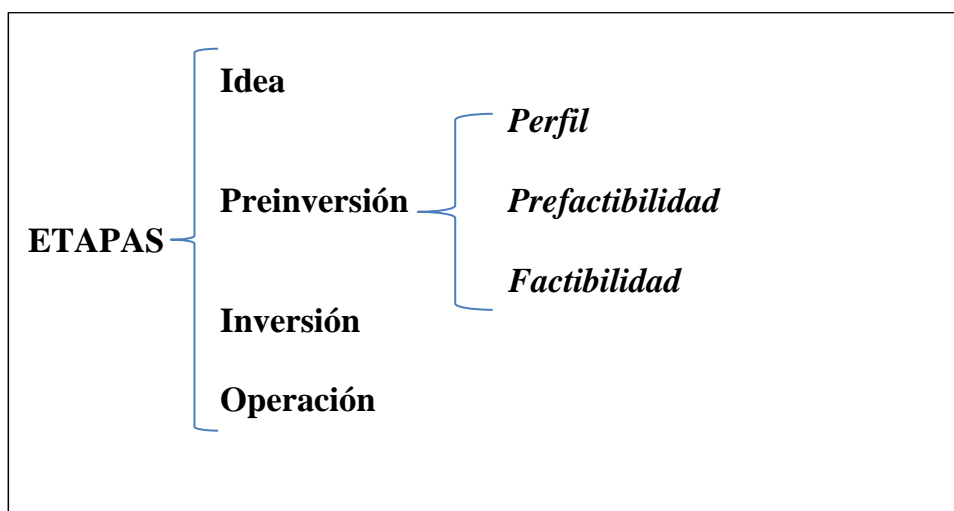 ETAPAS
Idea
Preinversión
Perfil
Prefactibilidad
Factibilidad
Inversión
Operación